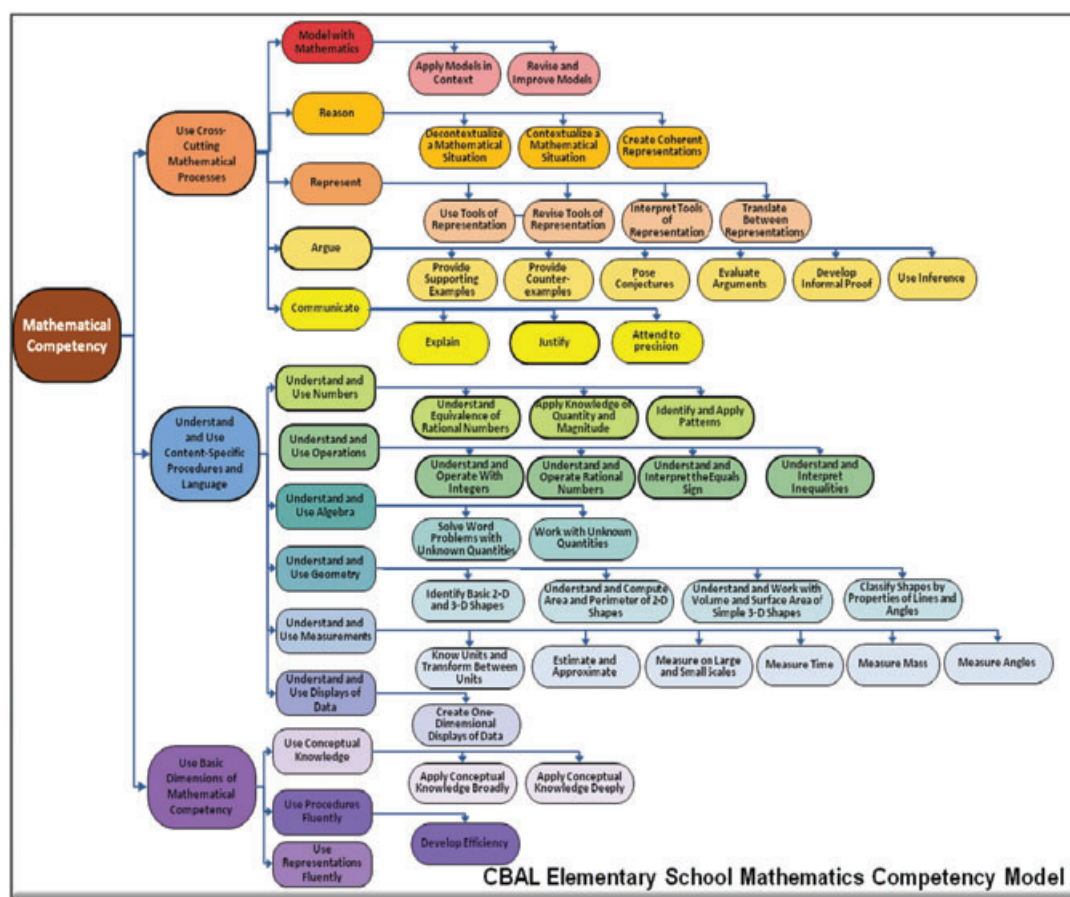 Model with
Mathematics
Apply Models in
Context
Revise and
Improve Models
Use Cross-
Cutting
Mathematical
Processes
Reason
Decontextualize
a Mathematical
Situation
Contextualize a
Mathematical
Situation
Create Coherent
Representations
Represent
Use Tools of
Representation
Revise Tools of
Representation
Interpret Tools
of
Representation
Translate
Between
Representations
Argue
Provide
Supporting
Examples
Provide
Counter-
examples
Pose
Conjectures
Evaluate
Arguments
Develop
Informal Proof
Use Inference
Communicate
Explain
Justify
Attend to
precision
Mathematical
Competency
Understand
and Use
Content-Specific
Procedures and
Language
Understand and
Use Numbers
Understand
Equivalence of
Rational Numbers
Apply Knowledge of
Quantity and
Magnitude
Identify and Apply
Patterns
Understand and
Use Operations
Understand and
Operate With
Integers
Understand and
Operate Rational
Numbers
Understand and
Interpret the Equals
Sign
Understand and
Interpret
Inequalities
Understand and
Use Algebra
Solve Word
Problems with
Unknown Quantities
Work with Unknown
Quantities
Understand and
Use Geometry
Identify Basic 2-D
and 3-D Shapes
Understand and Compute
Area and Perimeter of 2-D
Shapes
Understand and Work with
Volume and Surface Area of
Simple 3-D Shapes
Classify Shapes by
Properties of Lines and
Angles
Understand and
Use Measurements
Know Units and
Transform Between
Units
Estimate and
Approximate
Measure on Large
and Small Scales
Measure Time
Measure Mass
Measure Angles
Understand and
Use Displays of
Data
Create One-
Dimensional
Displays of Data
Use Basic
Dimensions of
Mathematical
Competency
Use Conceptual
Knowledge
Apply Conceptual
Knowledge Broadly
Apply Conceptual
Knowledge Deeply
Use Procedures
Fluently
Develop Efficiency
Use
Representations
Fluently
CBAL Elementary School Mathematics Competency Model